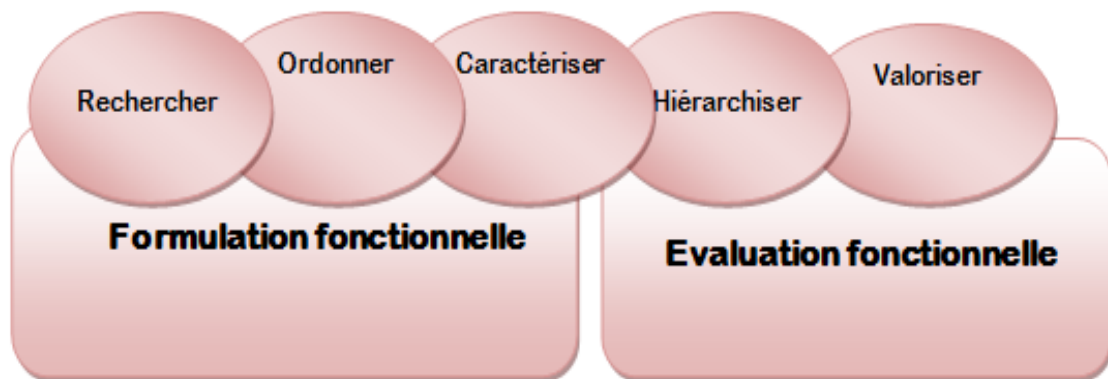 Rechercher
Ordonner
Caractériser
Hiérarchiser
Valoriser
Formulation fonctionnelle
Evaluation fonctionnelle